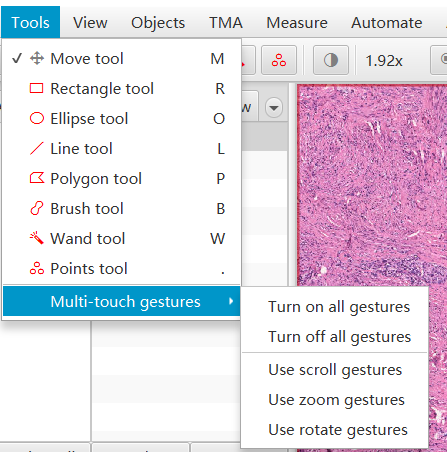 Tools View Objects TMA Measure Automate
Move tool M
1.92x
Rectangle tool R
Ellipse tool O
w
Line tool L
Polygon tool P
Brush tool B
Wand tool W
Points tool .
Multi-touch gestures
Turn on all gestures
Turn off all gestures
Use scroll gestures
Use zoom gestures
Use rotate gestures